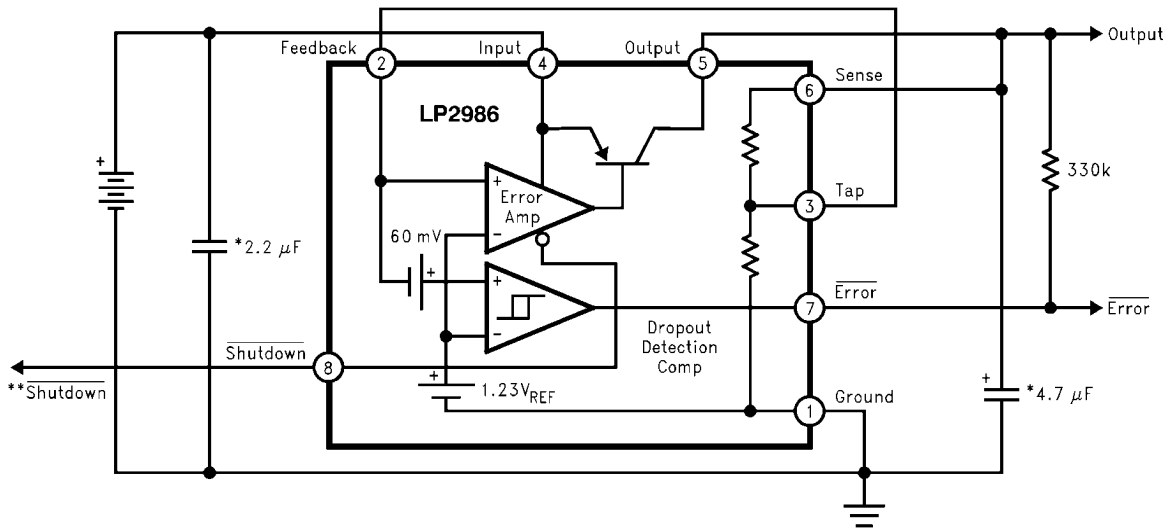 Feedback
Input
Output
Output
2
4
5
Sense
6
LP2986
+
330k
+
Error
Amp
−
Tap
3
*2.2 μF
60 mV
+
+
Error
7
Error
−
Dropout
Detection
Comp
Shutdown
8
**Shutdown
+
1.23VREF
Ground
1
+
*4.7 μF